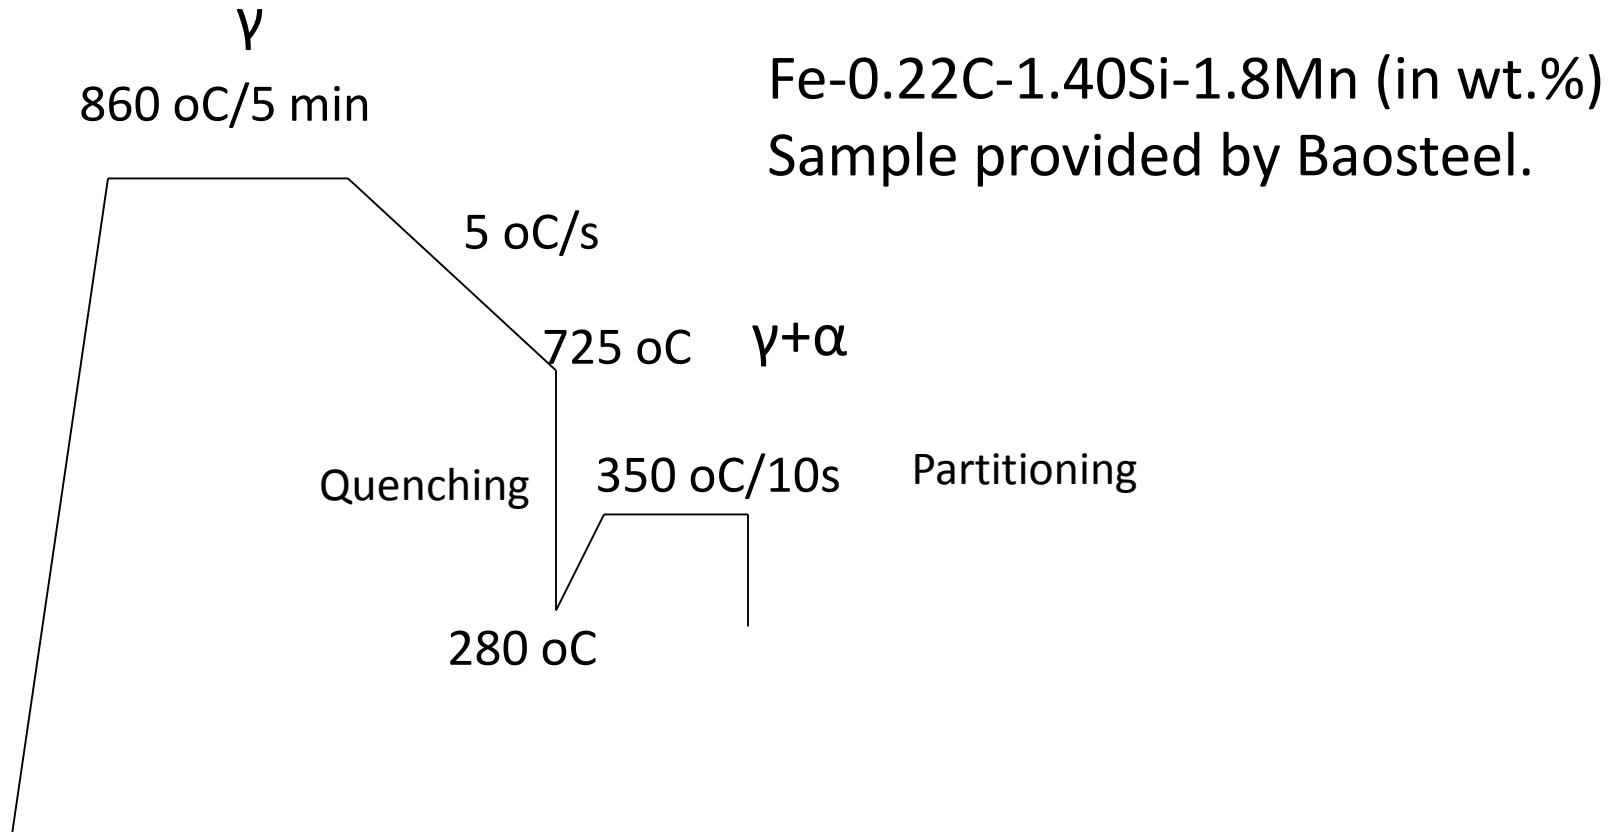 γ
860 oC/5 min
Fe-0.22C-1.40Si-1.8Mn (in wt.%)
Sample provided by Baosteel.
5 oC/s
725 oC
γ+α
Quenching
350 oC/10s
Partitioning
280 oC